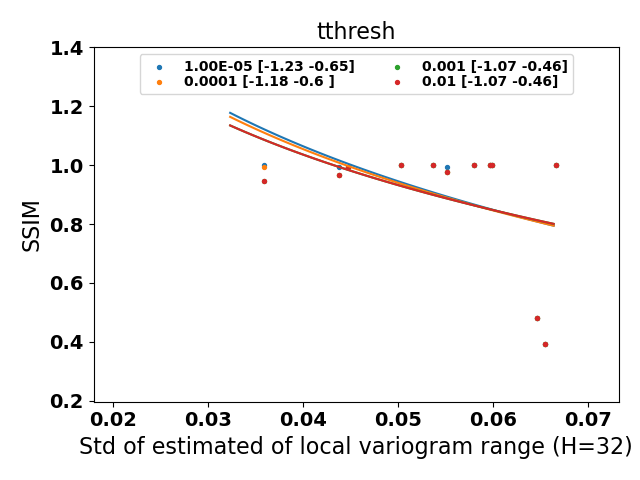 tthresh
1.00E-05 [-1.23 -0.65]
0.0001 [-1.18 -0.6 ]
0.001 [-1.07 -0.46]
0.01 [-1.07 -0.46]
1.4
1.2
1.0
0.8
0.6
0.4
0.2
SSIM
0.02 0.03 0.04 0.05 0.06 0.07
Std of estimated of local variogram range (H=32)